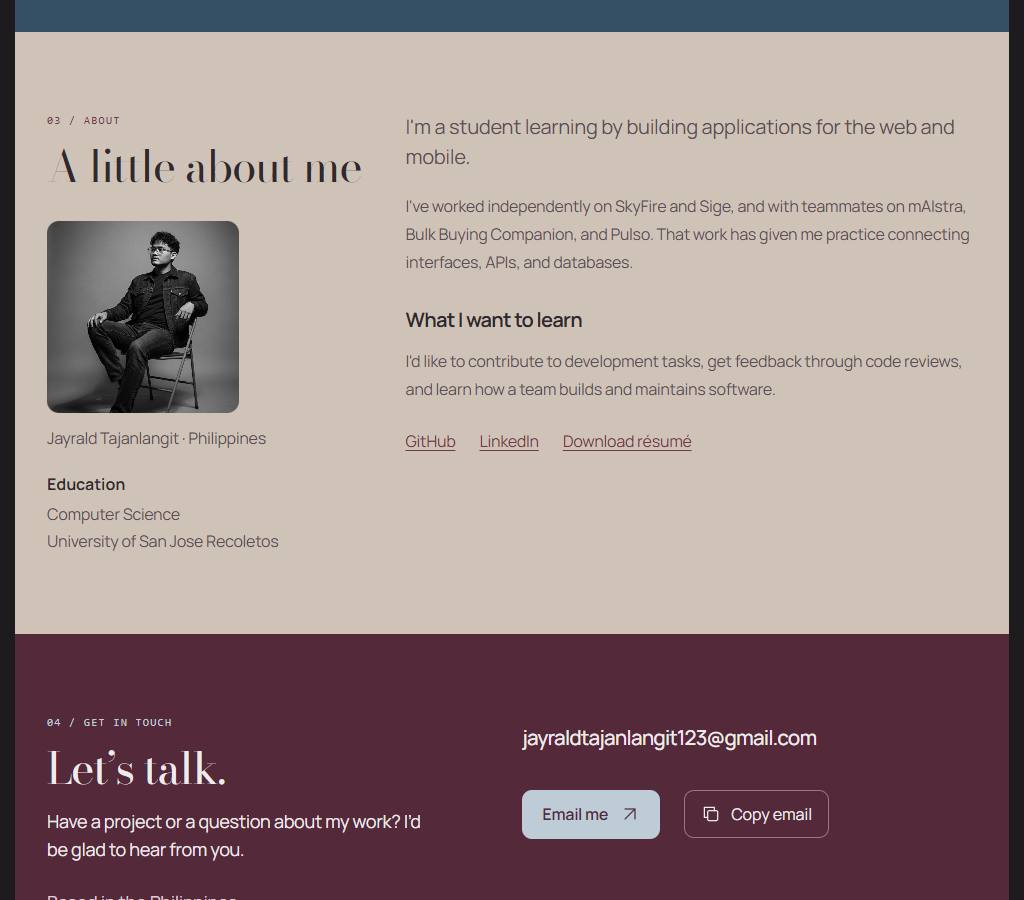 03 / ABOUT
A little about me
Jayrald Tajanlangit · Philippines
Education
Computer Science
University of San Jose Recoletos
I'm a student learning by building applications for the web and
mobile.
I've worked independently on SkyFire and Sige, and with teammates on mAIstra,
Bulk Buying Companion, and Pulso. That work has given me practice connecting
interfaces, APIs, and databases.
What I want to learn
I'd like to contribute to development tasks, get feedback through code reviews,
and learn how a team builds and maintains software.
GitHub LinkedIn Download résumé
04 / GET IN TOUCH
Let’s talk.
Have a project or a question about my work? I’d
be glad to hear from you.
Based in the Philippines
jayraldtajanlangit123@gmail.com
Email me Copy email